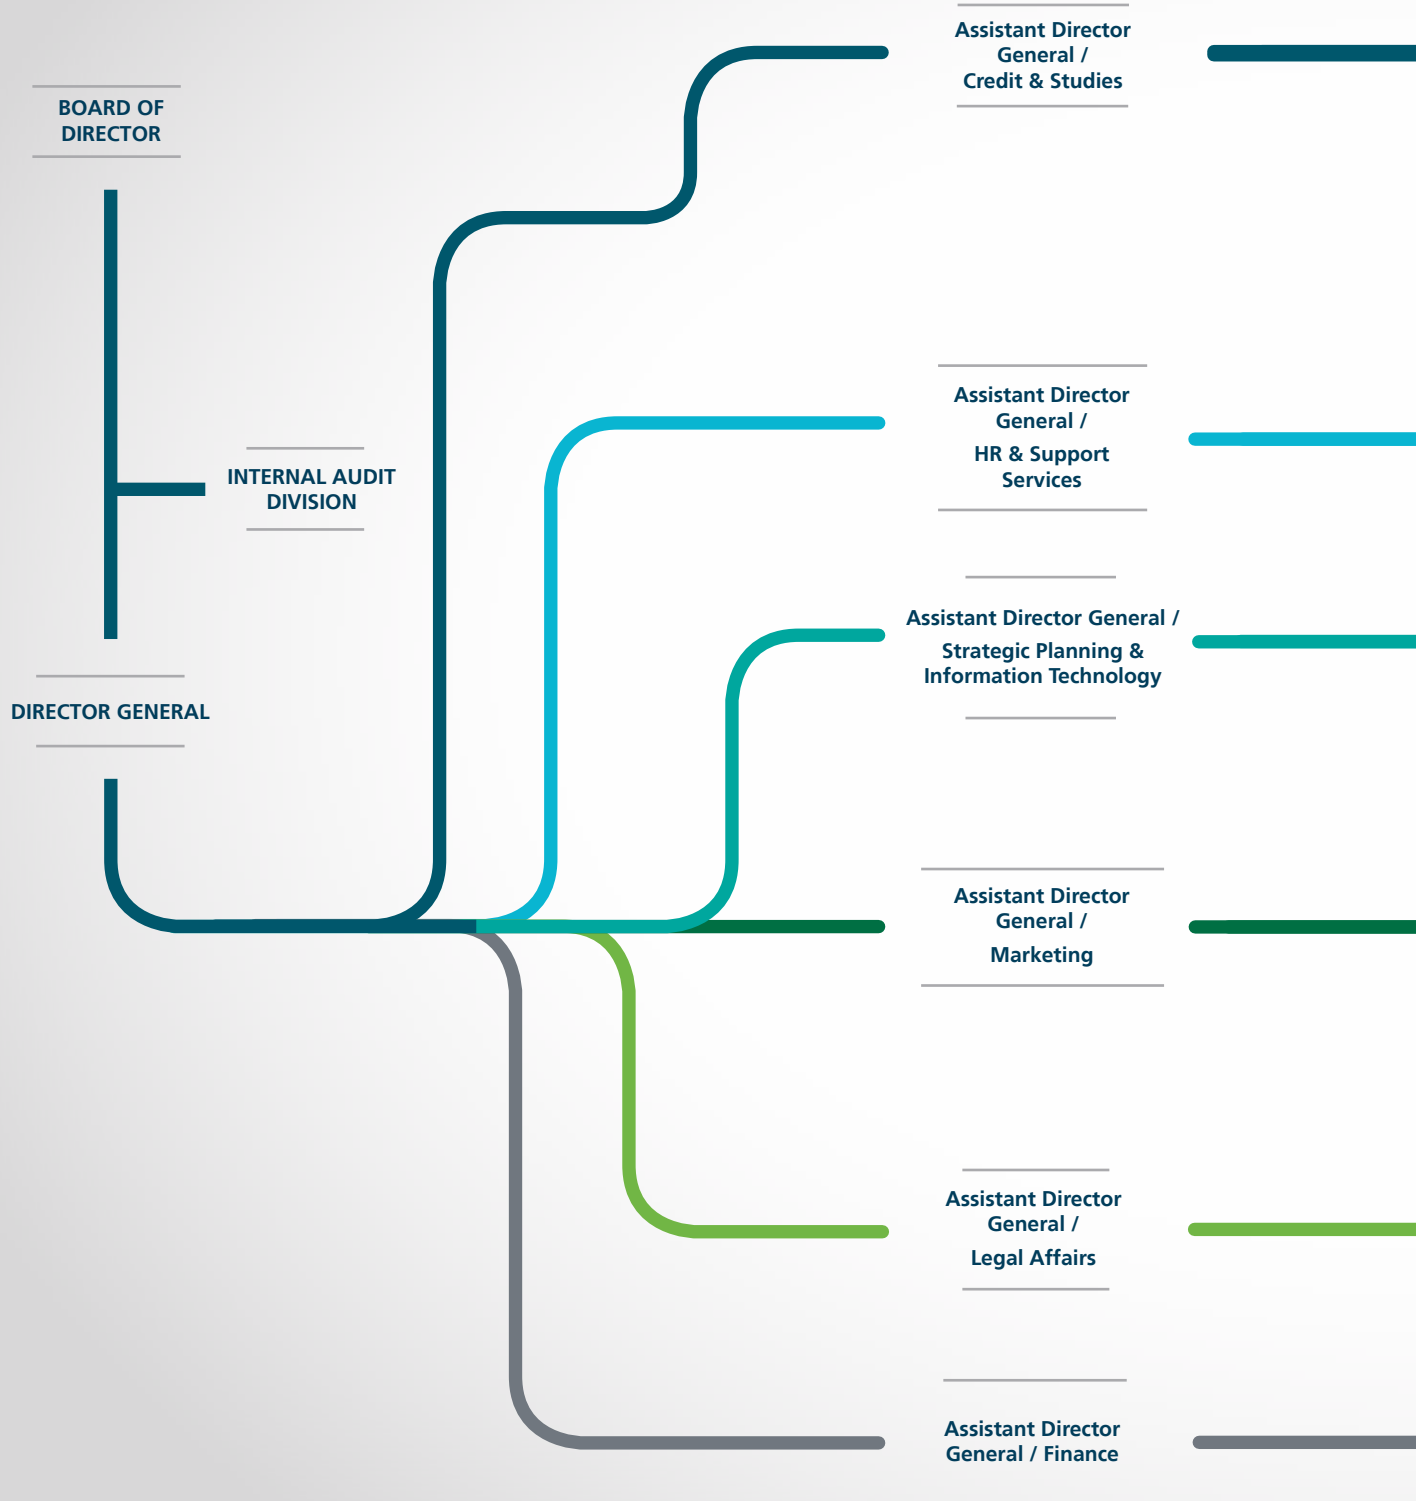 BOARD OF
DIRECTOR
INTERNAL AUDIT
DIVISION
DIRECTOR GENERAL
Assistant Director
General /
Credit & Studies
Assistant Director
General /
HR & Support
Services
Assistant Director General /
Strategic Planning &
Information Technology
Assistant Director
General /
Marketing
Assistant Director
General /
Legal Affairs
Assistant Director
General / Finance